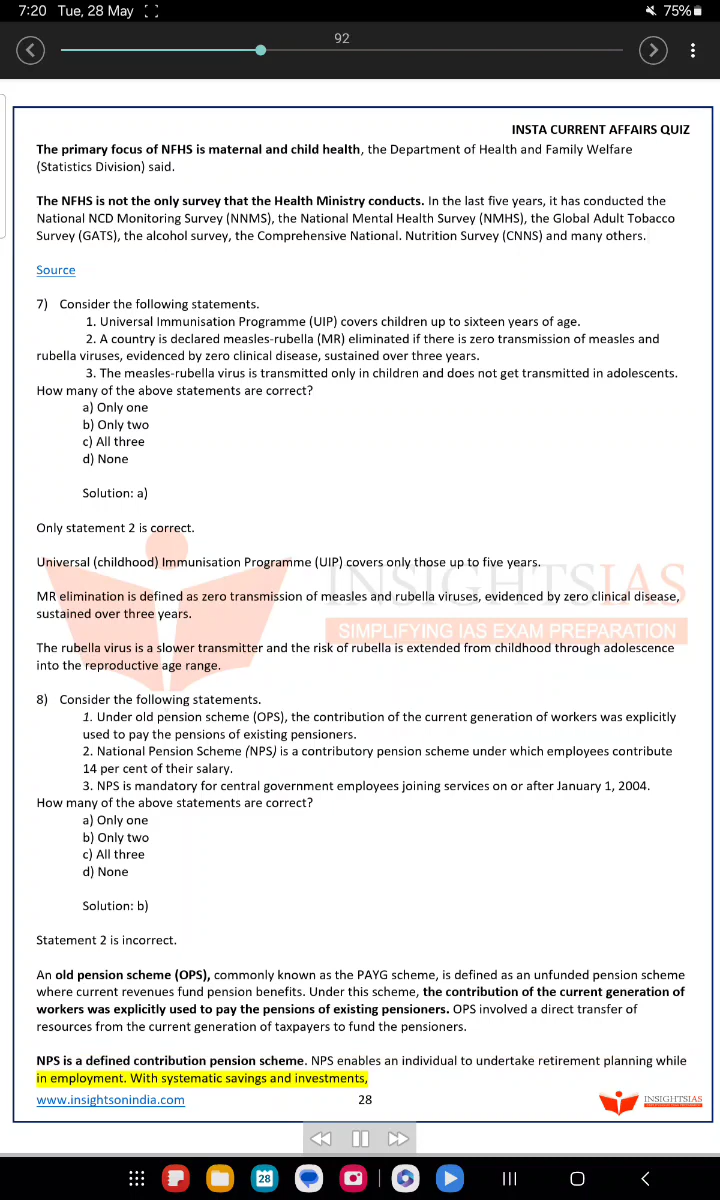 7:20 Tue, 28 May
75%
92
INSTA CURRENT AFFAIRS QUIZ
The primary focus of NFHS is maternal and child health, the Department of Health and Family Welfare
(Statistics Division) said.
The NFHS is not the only survey that the Health Ministry conducts. In the last five years, it has conducted the
National NCD Monitoring Survey (NNMS), the National Mental Health Survey (NMHS), the Global Adult Tobacco
Survey (GATS), the alcohol survey, the Comprehensive National. Nutrition Survey (CNNS) and many others.
Source
7) Consider the following statements.
1. Universal Immunisation Programme (UIP) covers children up to sixteen years of age.
2. A country is declared measles-rubella (MR) eliminated if there is zero transmission of measles and
rubella viruses, evidenced by zero clinical disease, sustained over three years.
3. The measles-rubella virus is transmitted only in children and does not get transmitted in adolescents.
How many of the above statements are correct?
a) Only one
b) Only two
c) All three
d) None
Solution: a)
Only statement 2 is correct.
Universal (childhood) Immunisation Programme (UIP) covers only those up to five years.
INSIGHTSIAS
MR elimination is defined as zero transmission of measles and rubella viruses, evidenced by zero clinical disease,
sustained over three years.
SIMPLIFYING IAS EXAM PREPARATION
The rubella virus is a slower transmitter and the risk of rubella is extended from childhood through adolescence
into the reproductive age range.
8) Consider the following statements.
1. Under old pension scheme (OPS), the contribution of the current generation of workers was explicitly
used to pay the pensions of existing pensioners.
2. National Pension Scheme (NPS) is a contributory pension scheme under which employees contribute
14 per cent of their salary.
3. NPS is mandatory for central government employees joining services on or after January 1, 2004.
How many of the above statements are correct?
a) Only one
b) Only two
c) All three
d) None
Solution: b)
Statement 2 is incorrect.
An old pension scheme (OPS), commonly known as the PAYG scheme, is defined as an unfunded pension scheme
where current revenues fund pension benefits. Under this scheme, the contribution of the current generation of
workers was explicitly used to pay the pensions of existing pensioners. OPS involved a direct transfer of
resources from the current generation of taxpayers to fund the pensioners.
NPS is a defined contribution pension scheme. NPS enables an individual to undertake retirement planning while
in employment. With systematic savings and investments,
www.insightsonindia.com
28
INSIGHTSIAS
28